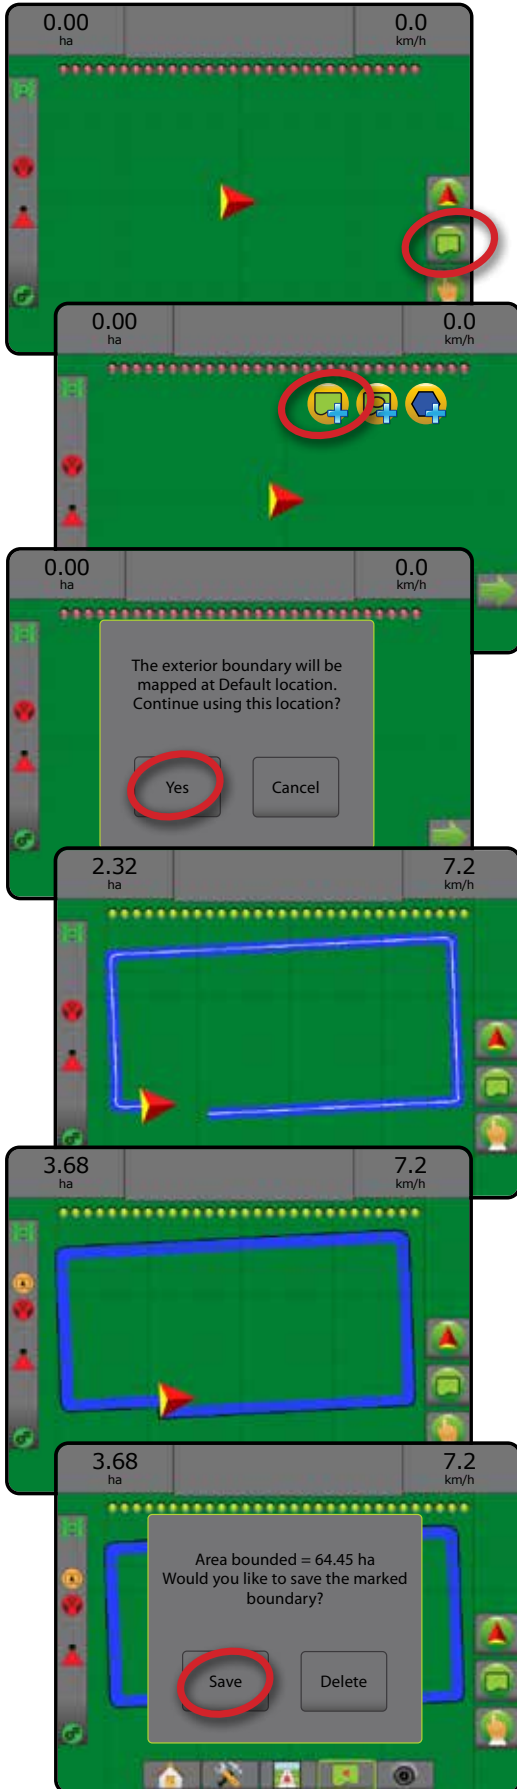 0.00
ha
0.0
km/h
0.00
ha
0.0
km/h
0.00
ha
0.0
km/h
The exterior boundary will be
mapped at Default location.
Continue using this location?
Yes
Cancel
2.32
ha
7.2
km/h
3.68
ha
7.2
km/h
3.68
ha
7.2
km/h
Area bounded = 64.45 ha
Would you like to save the marked
boundary?
Save
Delete